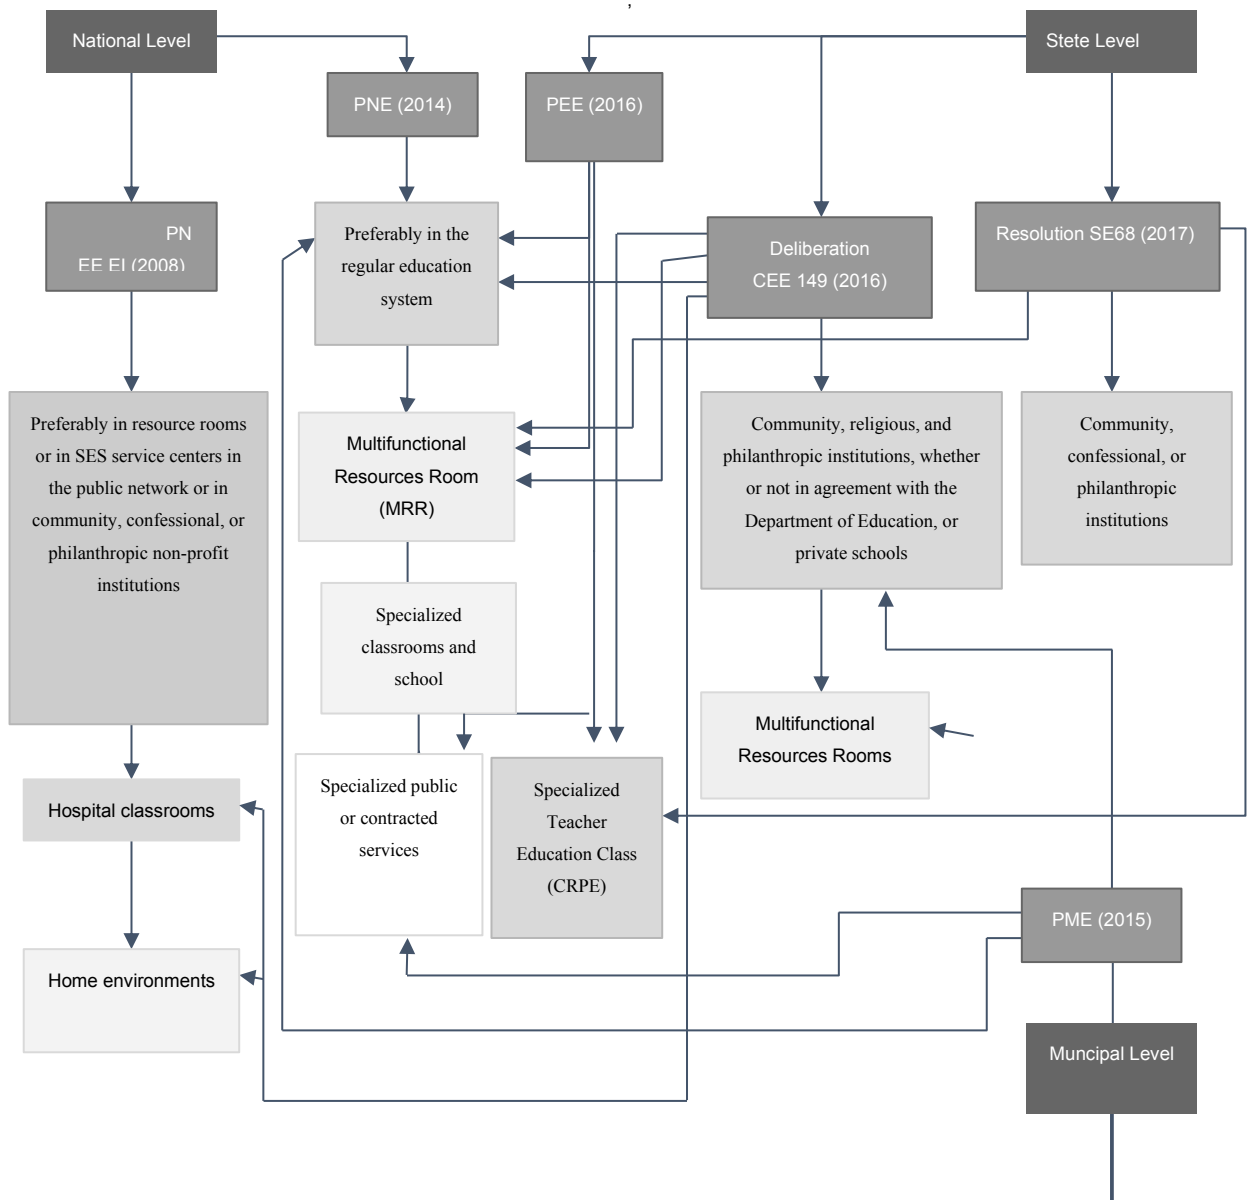 ,
National Level
Stete Level
PNE (2014)
PEE (2016)
PN
EE EI (2008)
Preferably in the
regular education
system
Deliberation
CEE 149 (2016)
Resolution SE68 (2017)
Preferably in resource rooms
or in SES service centers in
the public network or in
community, confessional, or
philanthropic non-profit
institutions
Multifunctional
Resources Room
(MRR)
Community, religious, and
philanthropic institutions, whether
or not in agreement with the
Department of Education, or
private schools
Community,
confessional, or
philanthropic
institutions
Specialized
classrooms and
school
Multifunctional
Resources Rooms
Hospital classrooms
Specialized public
or contracted
services
Specialized
Teacher
Education Class
(CRPE)
PME (2015)
Home environments
Muncipal Level